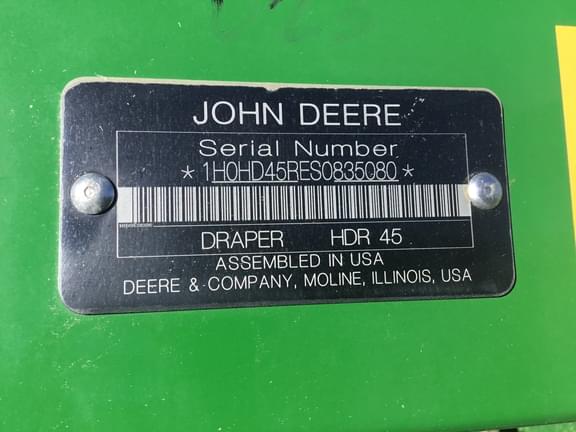 JOHN DEERE
Serial Number
*1H0HD45RES0835080*
DRAPER HDR 45
ASSEMBLED IN USA
DEERE & COMPANY, MOLINE, ILLINOIS, USA